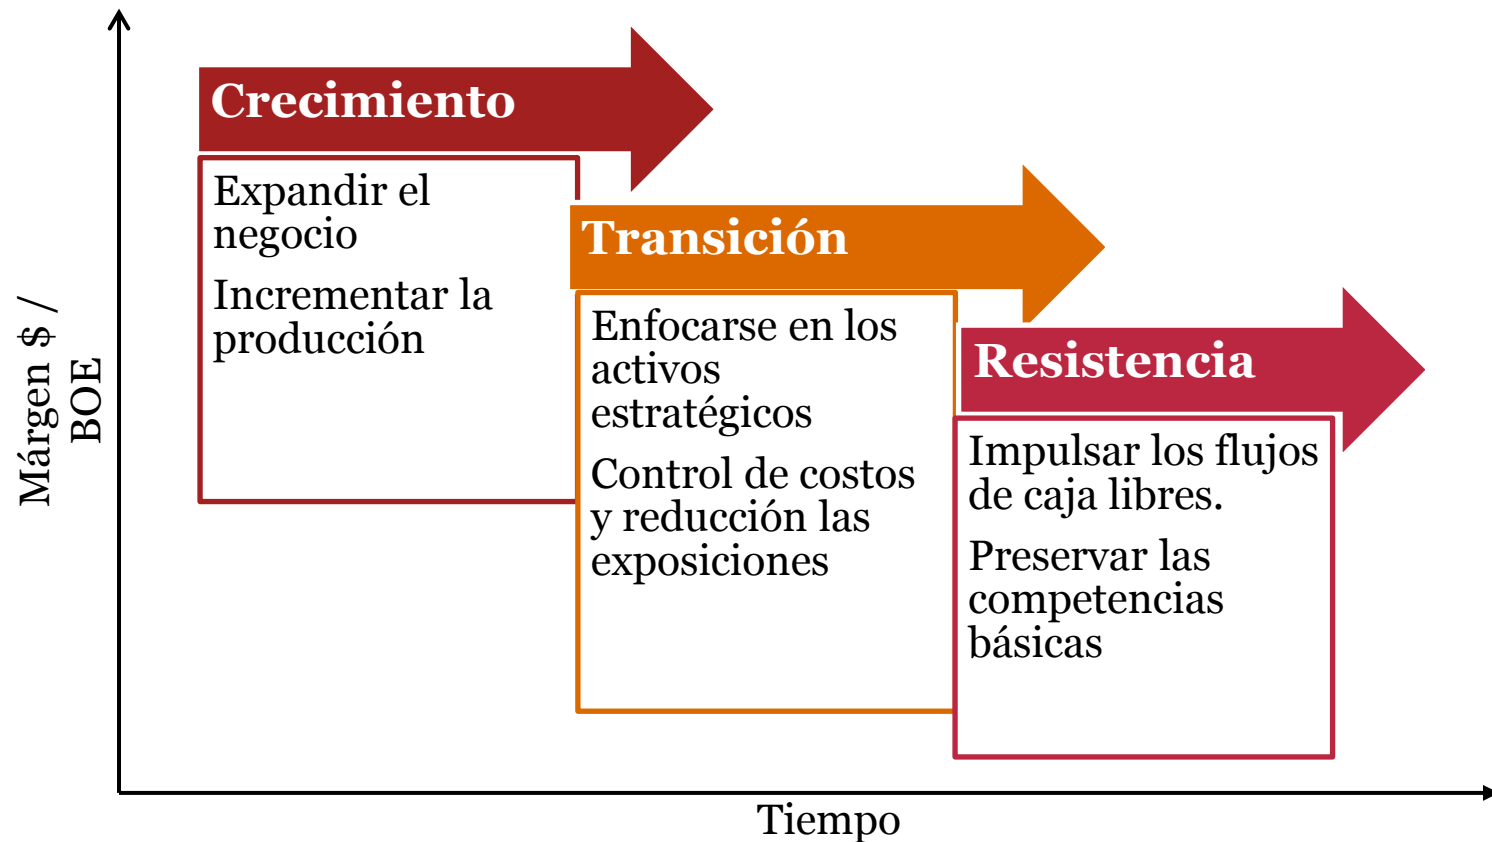 Crecimiento
Expandir el
negocio
Incrementar la
producción
Transición
Enfocarse en los
activos
estratégicos
Control de costos
y reducción las
exposiciones
Resistencia
Impulsar los flujos
de caja libres.
Preservar las
competencias
básicas
Márgen $ /
BOE
Tiempo